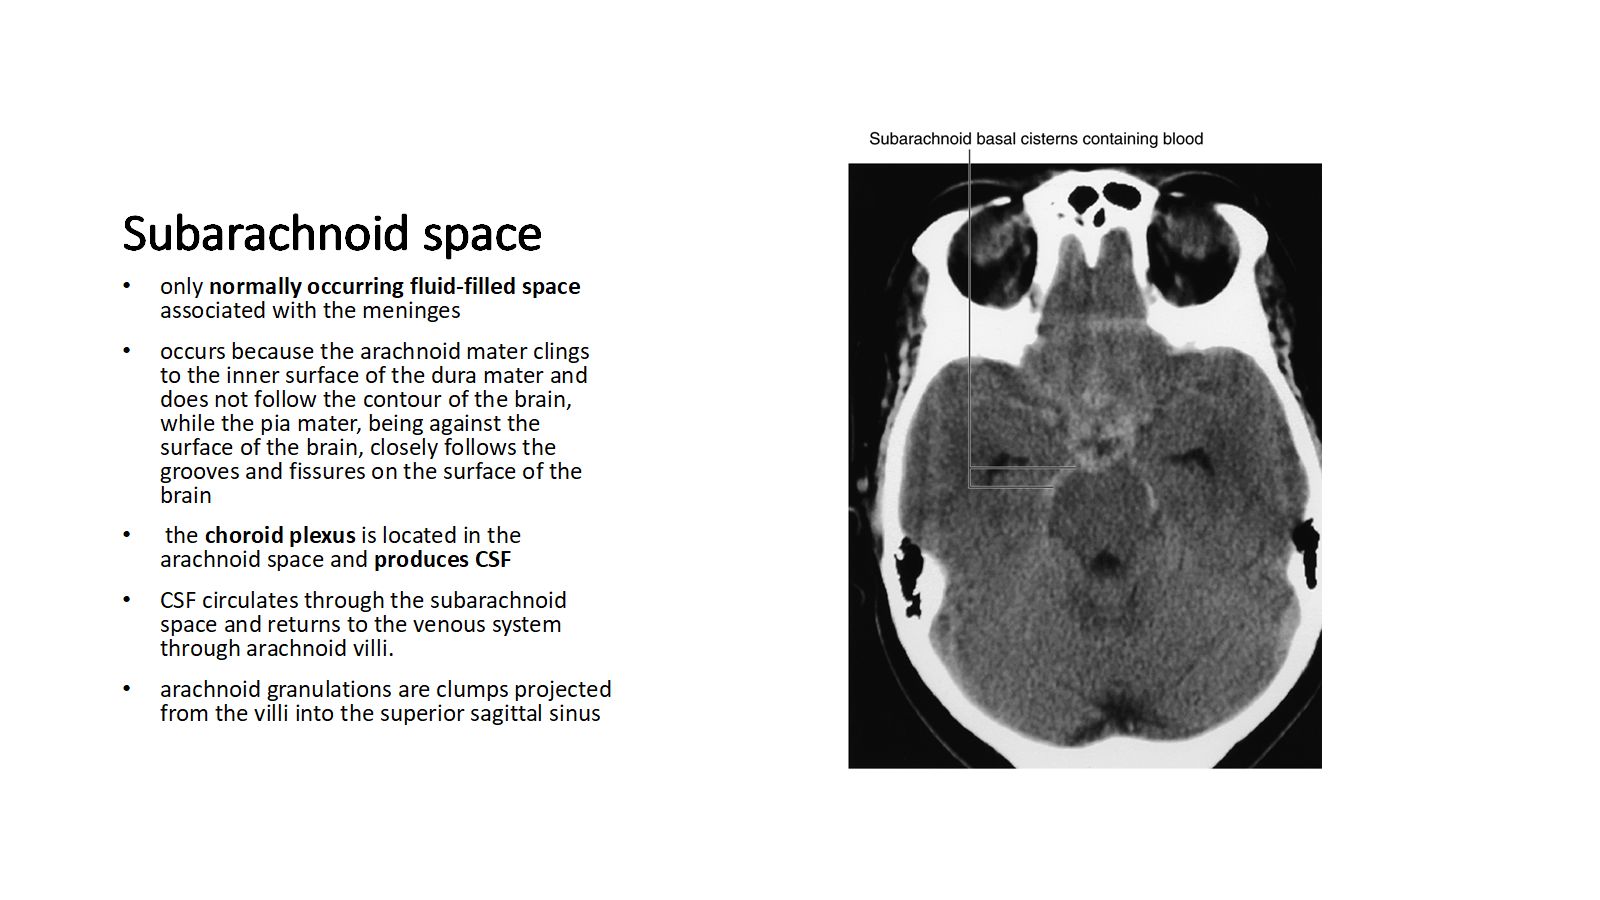 Subarachnoid basal cisterns containing blood
Subarachnoid space
• only normally occurring fluid-filled space
associated with the meninges
• occurs because the arachnoid mater clings
to the inner surface of the dura mater and
does not follow the contour of the brain,
while the pia mater, being against the
surface of the brain, closely follows the
grooves and fissures on the surface of the
brain
• the choroid plexus is located in the
arachnoid space and produces CSF
• CSF circulates through the subarachnoid
space and returns to the venous system
through arachnoid villi.
• arachnoid granulations are clumps projected
from the villi into the superior sagittal sinus